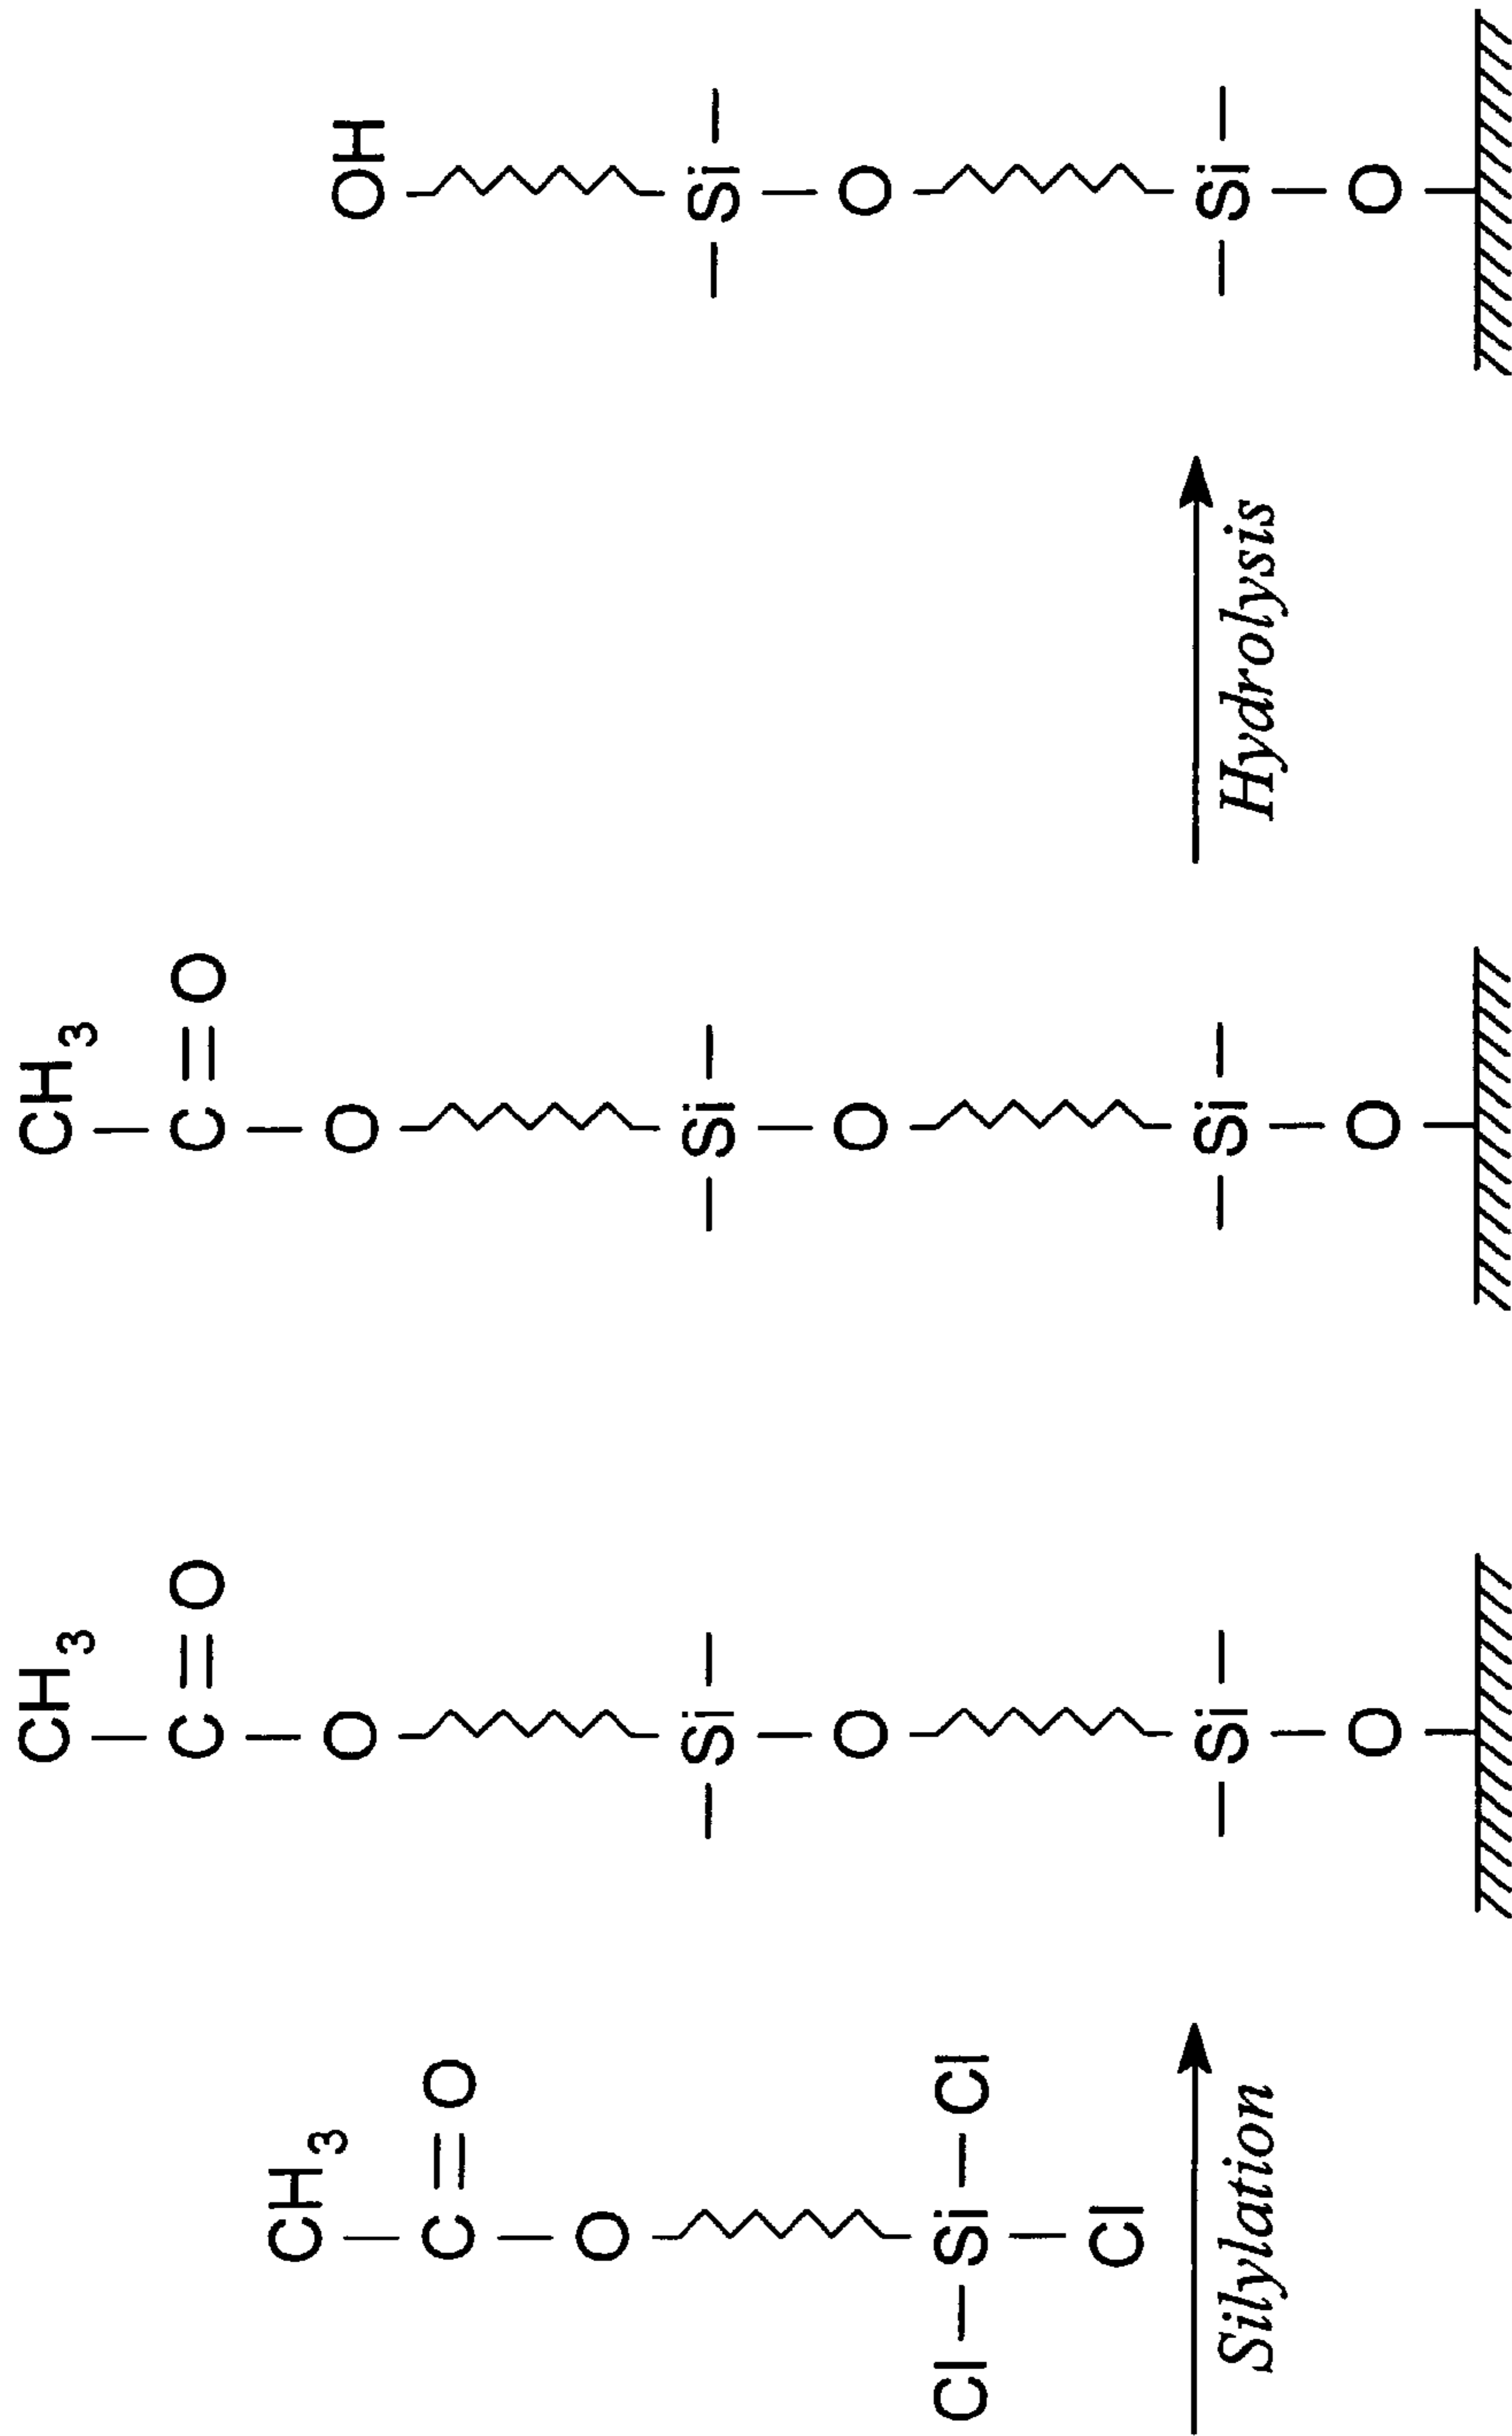 CH3
C=O
O
Cl–Si–Cl
Cl
Silylation
CH3
C=O
O
Si
O
Si
O
CH3
C=O
O
Si
O
Si
O
Hydrolysis
OH
Si
O
Si
O